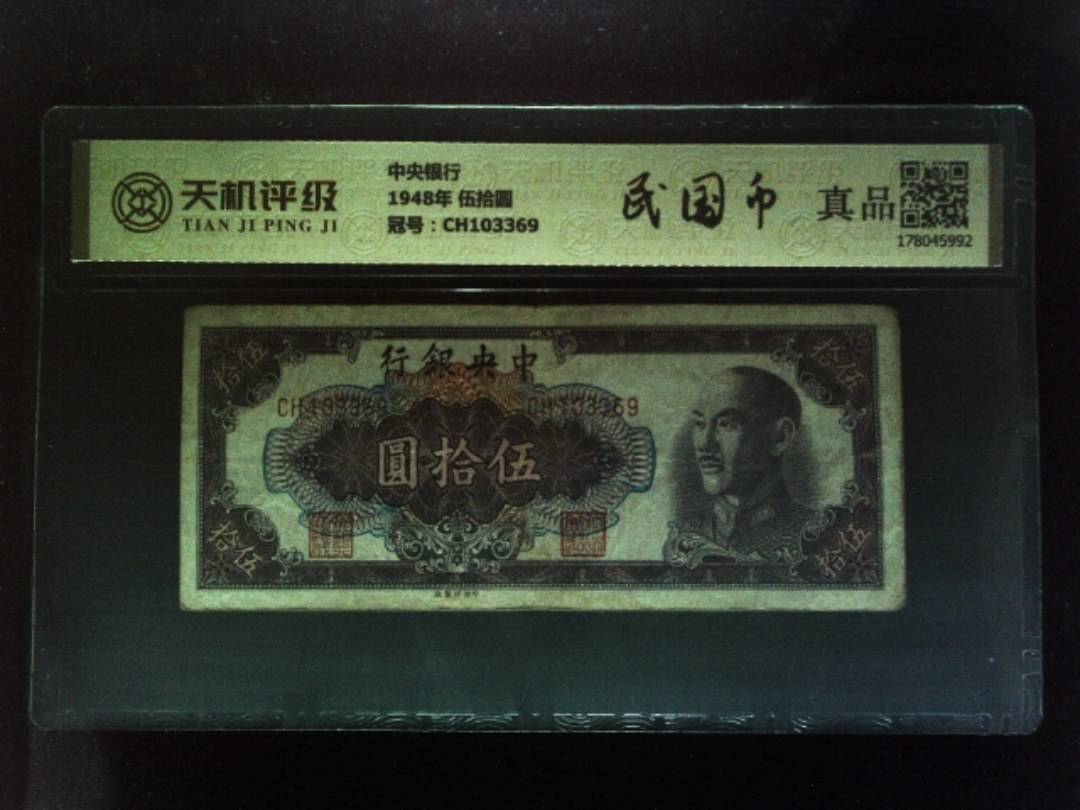 天机评级
TIAN JI PING JI
中央银行
1948年 伍拾圆
冠号：CH103369
民国币
真品
178045992
行銀央中
CH103369 CH103369
圓拾伍
拾伍
拾伍
拾伍
拾伍